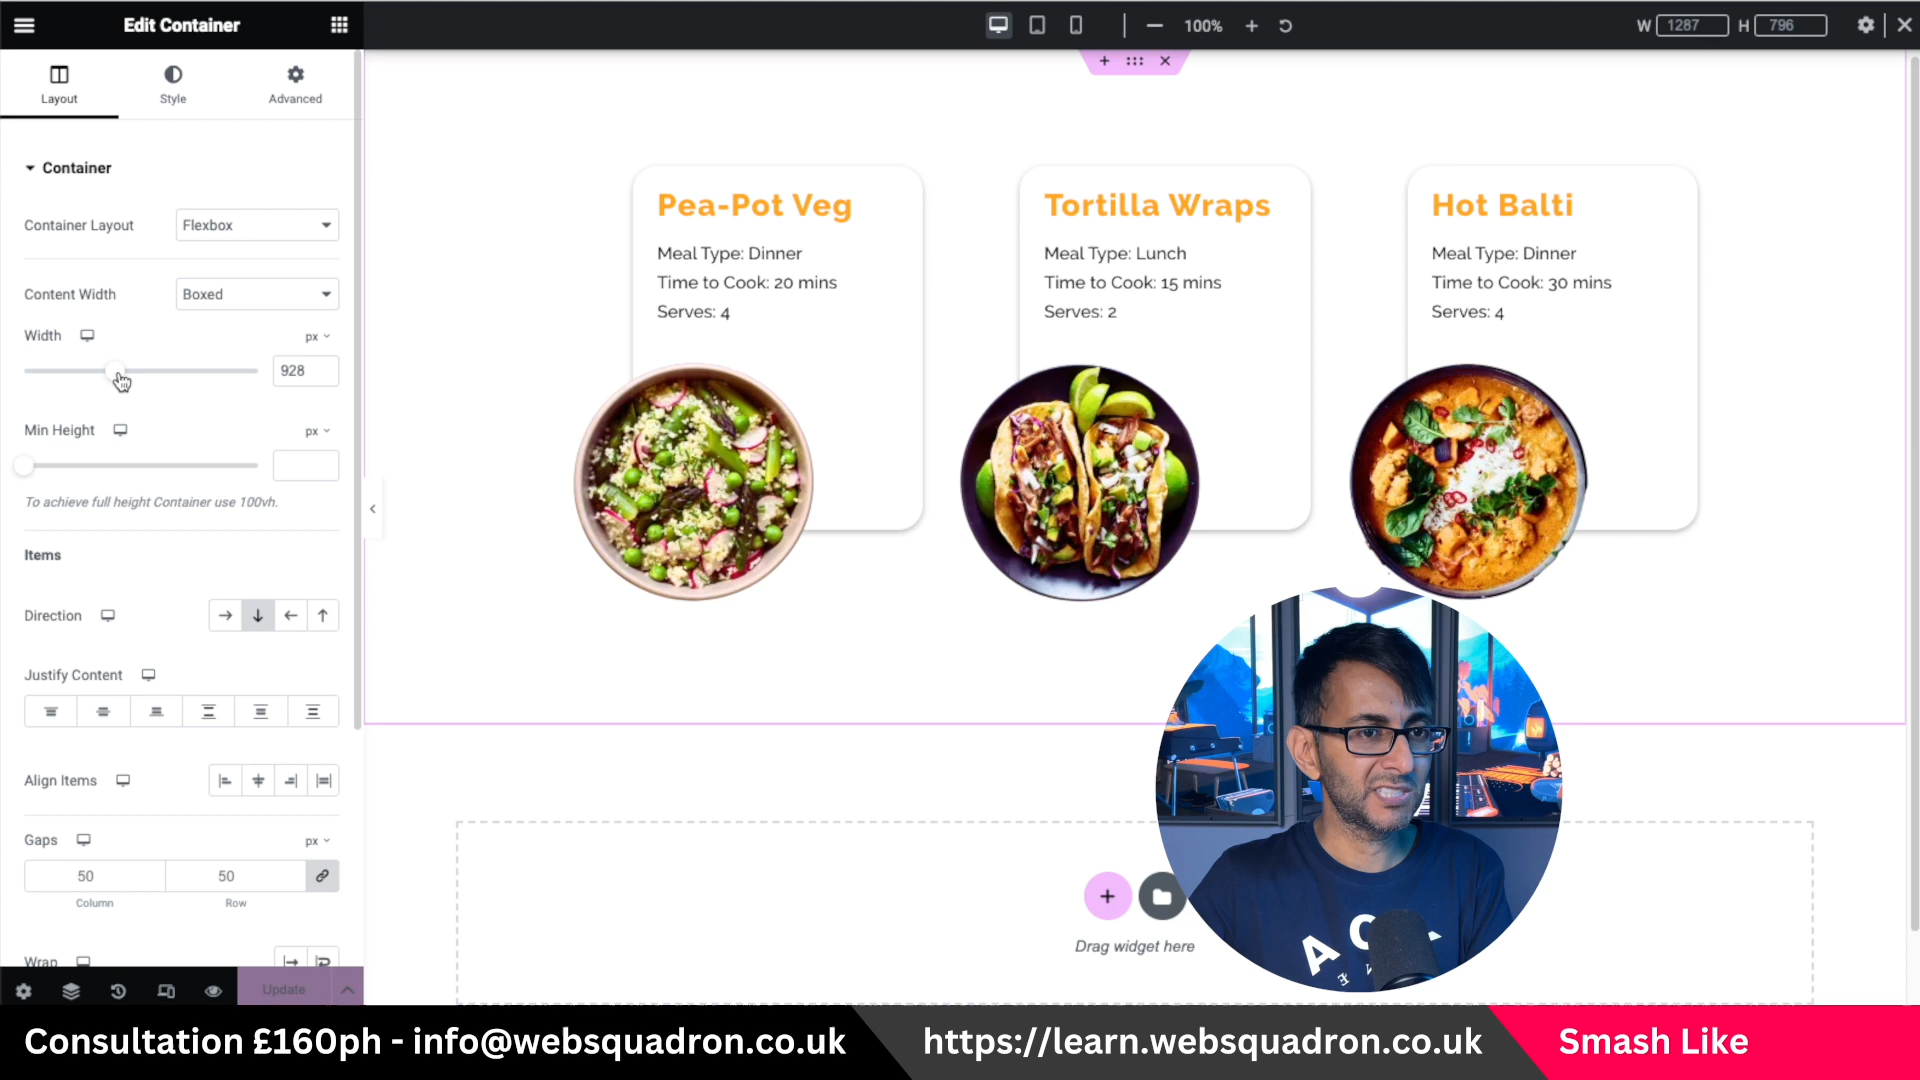 Edit Container
100%
W 1287 H 796
Layout
Style
Advanced
Container
Container Layout
Flexbox
Content Width
Boxed
Width
px
928
Min Height
px
To achieve full height Container use 100vh.
Items
Direction
Justify Content
Align Items
Gaps
px
50
50
Column
Row
Wrap
Update
Pea-Pot Veg
Meal Type: Dinner
Time to Cook: 20 mins
Serves: 4
Tortilla Wraps
Meal Type: Lunch
Time to Cook: 15 mins
Serves: 2
Hot Balti
Meal Type: Dinner
Time to Cook: 30 mins
Serves: 4
Drag widget here
Consultation £160ph - info@websquadron.co.uk
https://learn.websquadron.co.uk
Smash Like